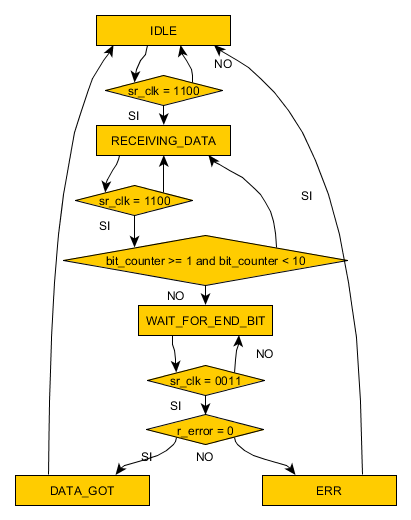 IDLE
NO
sr_clk = 1100
SI
RECEIVING_DATA
sr_clk = 1100
SI
SI
bit_counter >= 1 and bit_counter < 10
NO
WAIT_FOR_END_BIT
NO
sr_clk = 0011
SI
r_error = 0
SI
NO
DATA_GOT
ERR